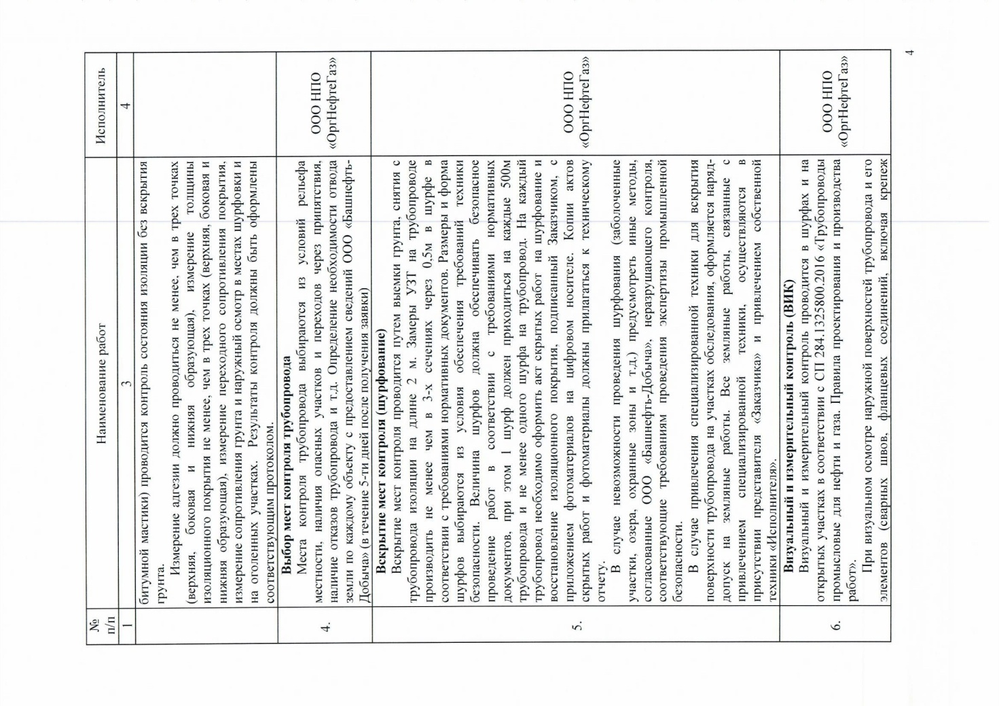 №
п/п
Наименование работ
Исполнитель
1
3
4
битумной мастики) проводится контроль состояния изоляции без вскрытия
грунта.
Измерение адгезии должно проводиться не менее, чем в трех точках
(верхняя, боковая и нижняя образующая), измерение толщины
изоляционного покрытия не менее, чем в трех точках (верхняя, боковая и
нижняя образующая), измерение переходного сопротивления покрытия,
измерение сопротивления грунта и наружный осмотр в местах шурфовки и
на оголенных участках. Результаты контроля должны быть оформлены
соответствующим протоколом.
4.
Выбор мест контроля трубопровода
Места контроля трубопровода выбираются из условий рельефа
местности, наличия опасных участков и переходов через препятствия,
наличие отказов трубопровода и т.д. Определение необходимости отвода
земли по каждому объекту с предоставлением сведений ООО «Башнефть-
Добыча» (в течение 5-ти дней после получения заявки)
ООО НПО
«ОргНефтеГаз»
5.
Вскрытие мест контроля (шурфование)
Вскрытие мест контроля проводится путем выемки грунта, снятия с
трубопровода изоляции на длине 2 м. Замеры УЗТ на трубопроводе
производить не менее чем в 3-х сечениях через 0,5м в шурфе в
соответствии с требованиями нормативных документов. Размеры и форма
шурфов выбираются из условия обеспечения требований техники
безопасности. Величина шурфов должна обеспечивать безопасное
проведение работ в соответствии с требованиями нормативных
документов, при этом 1 шурф должен приходиться на каждые 500м
трубопровода и не менее одного шурфа на трубопровод. На каждый
трубопровод необходимо оформить акт скрытых работ на шурфование и
восстановление изоляционного покрытия, подписанный Заказчиком, с
приложением фотоматериалов на цифровом носителе. Копии актов
скрытых работ и фотоматериалы должны прилагаться к техническому
отчету.
В случае невозможности проведения шурфования (заболоченные
участки, озера, охранные зоны и т.д.) предусмотреть иные методы,
согласованные ООО «Башнефть-Добыча», неразрушающего контроля,
соответствующие требованиям проведения экспертизы промышленной
безопасности.
В случае привлечения специализированной техники для вскрытия
поверхности трубопровода на участках обследования, оформляется наряд-
допуск на земляные работы. Все земляные работы, связанные с
привлечением специализированной техники, осуществляются в
присутствии представителя «Заказчика» и привлечением собственной
техники «Исполнителя».
ООО НПО
«ОргНефтеГаз»
6.
Визуальный и измерительный контроль (ВИК)
Визуальный и измерительный контроль проводится в шурфах и на
открытых участках в соответствии с СП 284.1325800.2016 «Трубопроводы
промысловые для нефти и газа. Правила проектирования и производства
работ».
При визуальном осмотре наружной поверхностей трубопровода и его
элементов (сварных швов, фланцевых соединений, включая крепеж
ООО НПО
«ОргНефтеГаз»
4